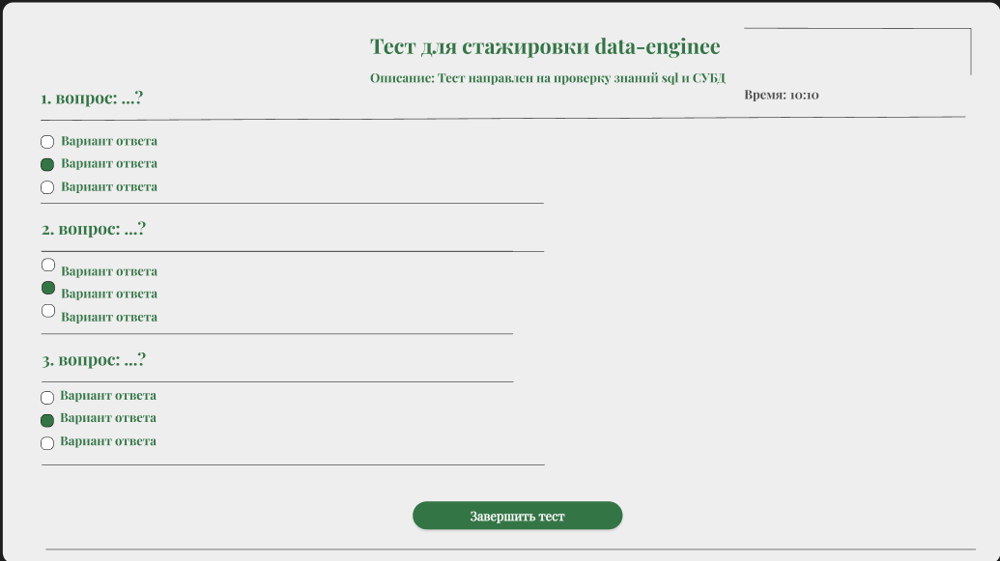 Тест для стажировки data-enginee
Описание: Тест направлен на проверку знаний sql и СУБД
Время: 10:10
1. вопрос: ...?
Вариант ответа
Вариант ответа
Вариант ответа
2. вопрос: ...?
Вариант ответа
Вариант ответа
Вариант ответа
3. вопрос: ...?
Вариант ответа
Вариант ответа
Вариант ответа
Завершить тест